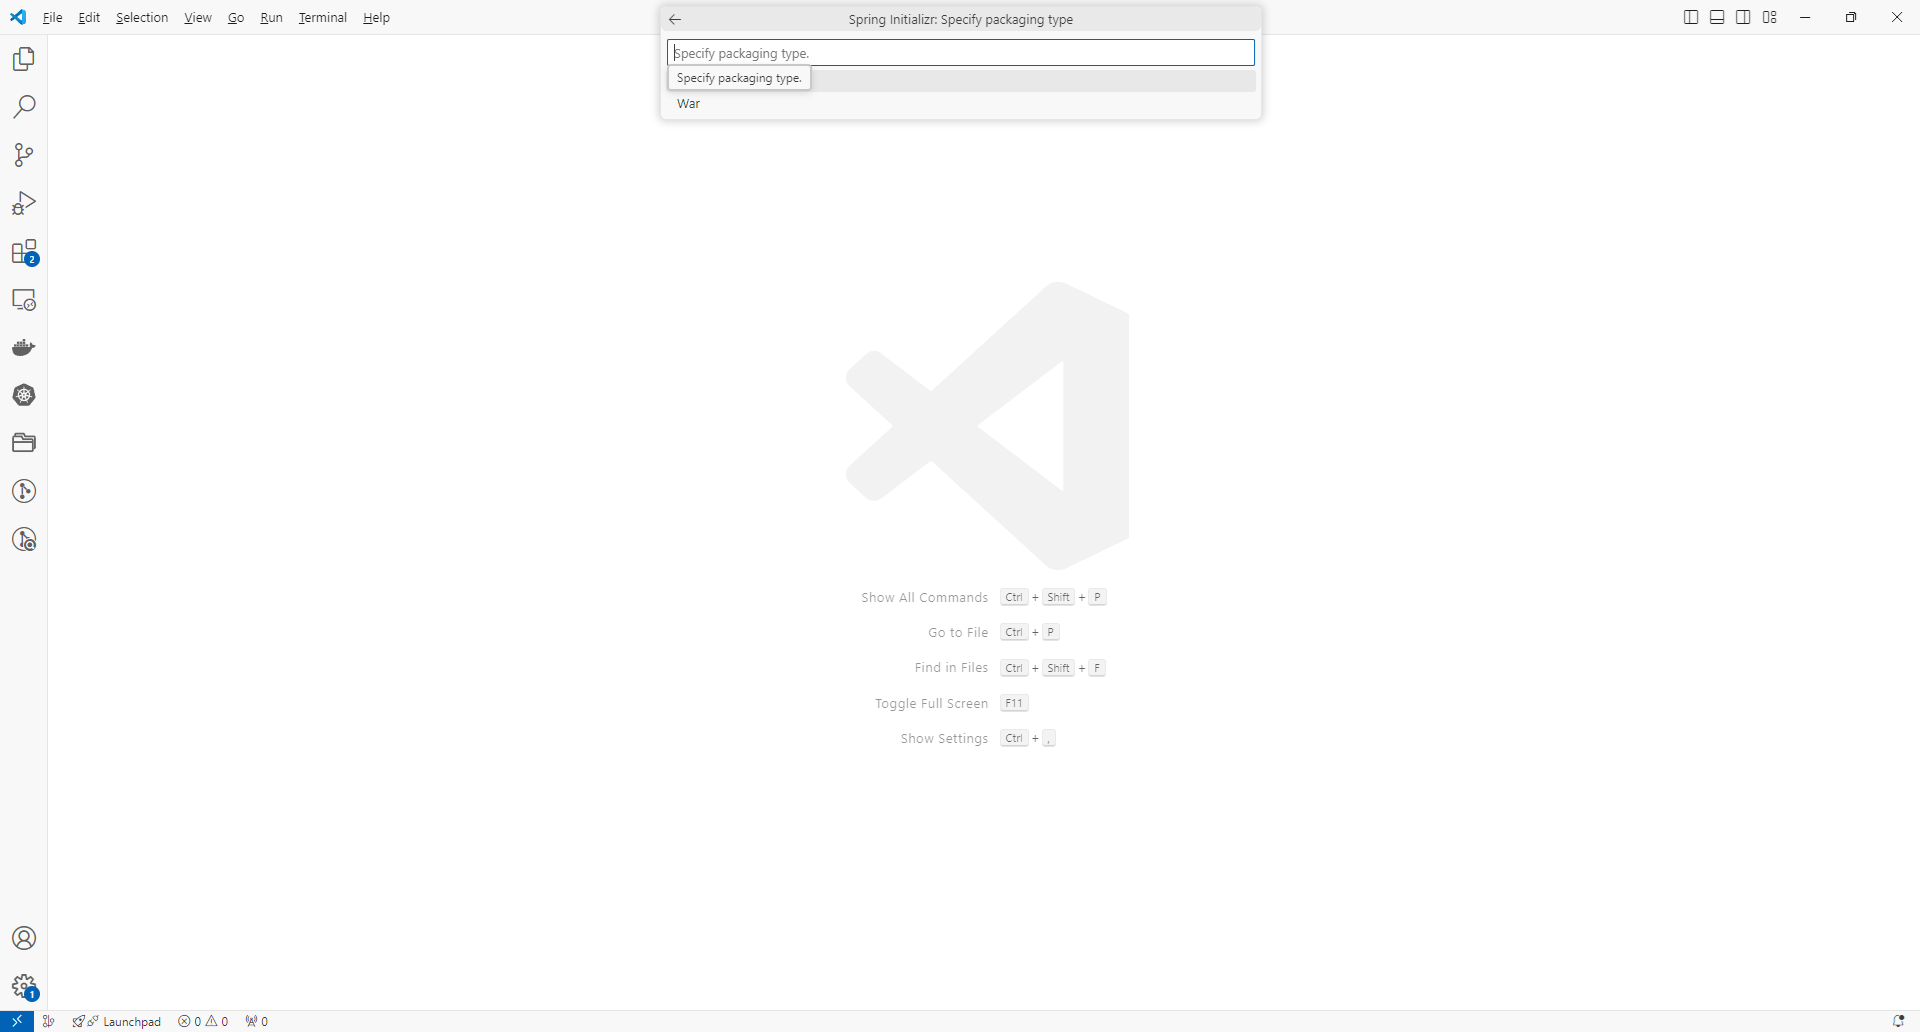 File Edit Selection View Go Run Terminal Help
Spring Initializr: Specify packaging type
Specify packaging type.
Specify packaging type.
War
2
Show All Commands Ctrl + Shift + P
Go to File Ctrl + P
Find in Files Ctrl + Shift + F
Toggle Full Screen F11
Show Settings Ctrl + ,
1
Launchpad 0 0 0